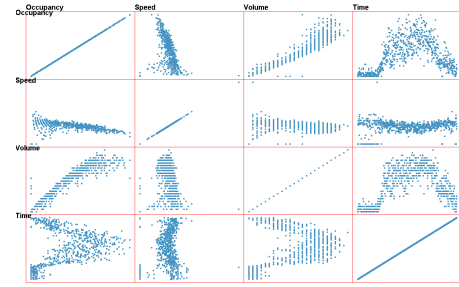 Occupancy Speed Volume Time
Occupancy
Speed
Volume
Time